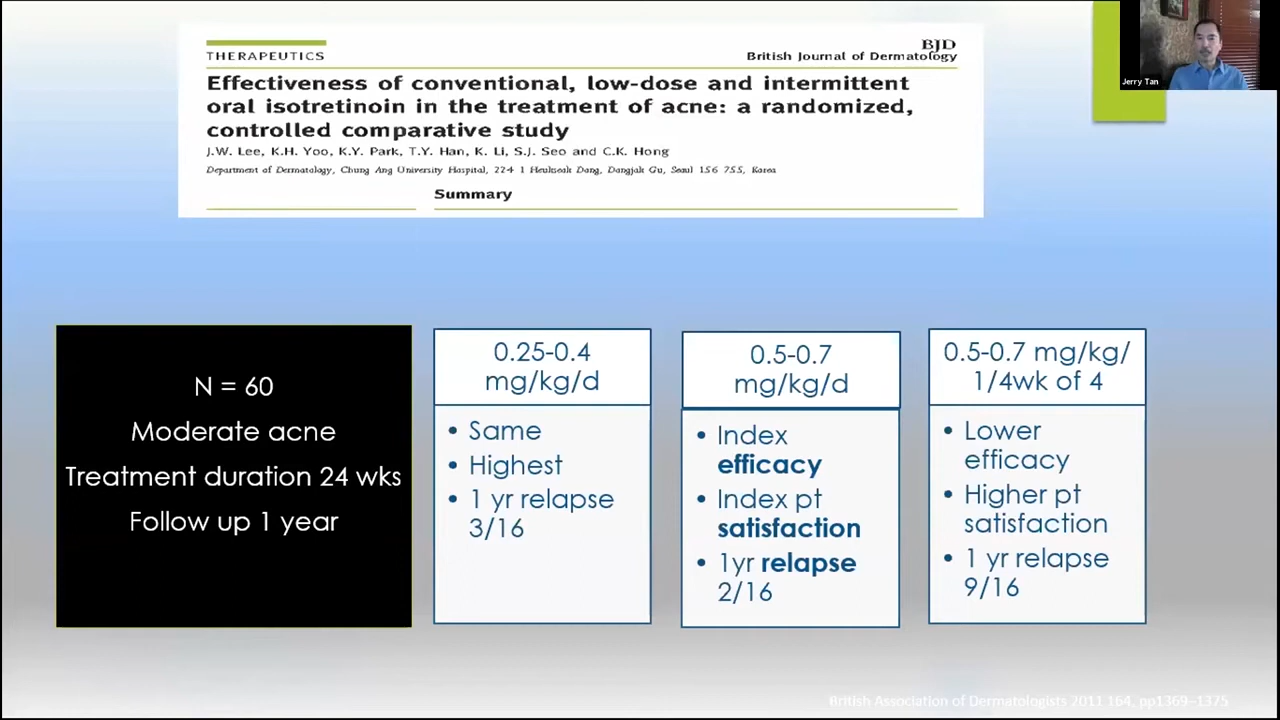 THERAPEUTICS
BJD
British Journal of Dermatology
Effectiveness of conventional, low-dose and intermittent
oral isotretinoin in the treatment of acne: a randomized,
controlled comparative study
J.W. Lee, K.H. Yoo, K.Y. Park, T.Y. Han, K. Li, S.J. Seo and C.K. Hong
Department of Dermatology, Chung Ang University Hospital, 224 1 Heukseok Dong, Dongjak Gu, Seoul 156 755, Korea
Summary
Jerry Tan
N = 60
Moderate acne
Treatment duration 24 wks
Follow up 1 year
0.25-0.4
mg/kg/d
• Same
• Highest
• 1 yr relapse
3/16
0.5-0.7
mg/kg/d
• Index
efficacy
• Index pt
satisfaction
• 1yr relapse
2/16
0.5-0.7 mg/kg/
1/4wk of 4
• Lower
efficacy
• Higher pt
satisfaction
• 1 yr relapse
9/16
British Association of Dermatologists 2011 164, pp1369–1375